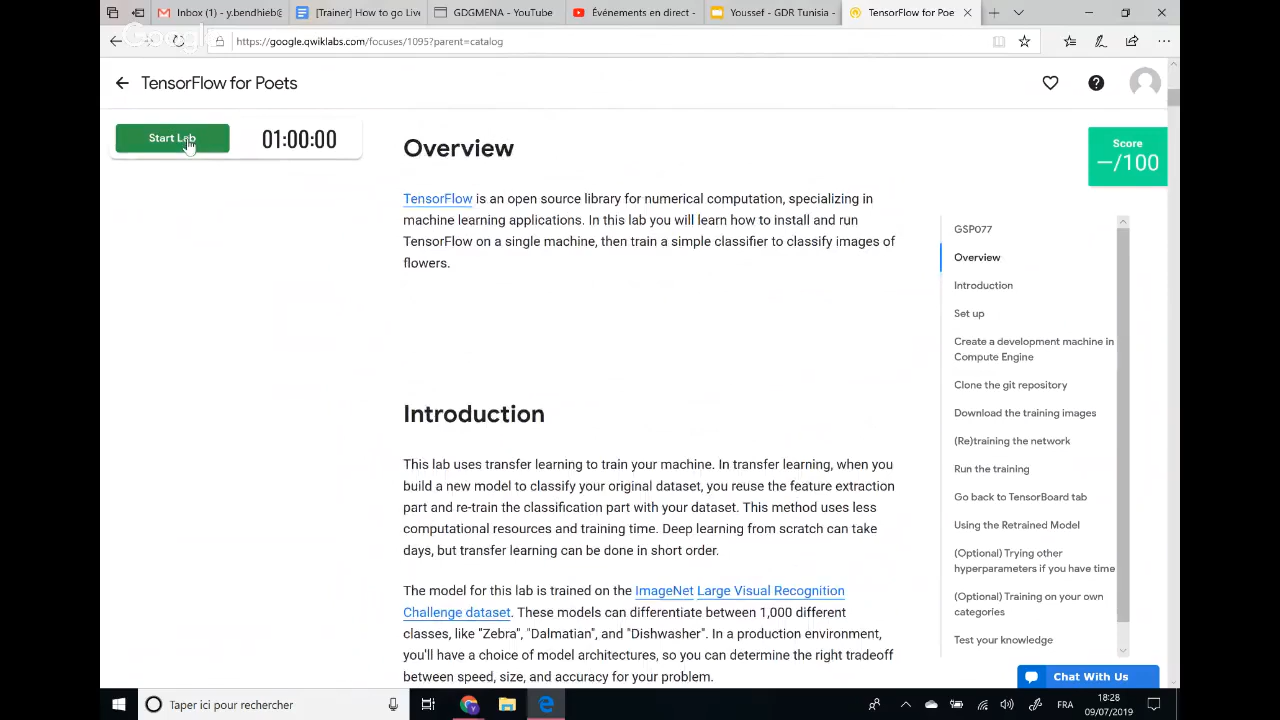 Inbox (1) - y.bendhieb@
[Trainer] How to go Live
GDGMENA - YouTube
Événements en direct -
Youssef - GDR Tunisia -
TensorFlow for Poe
https://google.qwiklabs.com/focuses/1095?parent=catalog
TensorFlow for Poets
Start Lab
01:00:00
Overview
TensorFlow is an open source library for numerical computation, specializing in
machine learning applications. In this lab you will learn how to install and run
TensorFlow on a single machine, then train a simple classifier to classify images of
flowers.
Introduction
This lab uses transfer learning to train your machine. In transfer learning, when you
build a new model to classify your original dataset, you reuse the feature extraction
part and re-train the classification part with your dataset. This method uses less
computational resources and training time. Deep learning from scratch can take
days, but transfer learning can be done in short order.
The model for this lab is trained on the ImageNet Large Visual Recognition
Challenge dataset. These models can differentiate between 1,000 different
classes, like "Zebra", "Dalmatian", and "Dishwasher". In a production environment,
you'll have a choice of model architectures, so you can determine the right tradeoff
between speed, size, and accuracy for your problem.
Score
—/100
GSP077
Overview
Introduction
Set up
Create a development machine in
Compute Engine
Clone the git repository
Download the training images
(Re)training the network
Run the training
Go back to TensorBoard tab
Using the Retrained Model
(Optional) Trying other
hyperparameters if you have time
(Optional) Training on your own
categories
Test your knowledge
Chat With Us
Taper ici pour rechercher
FRA
18:28
09/07/2019